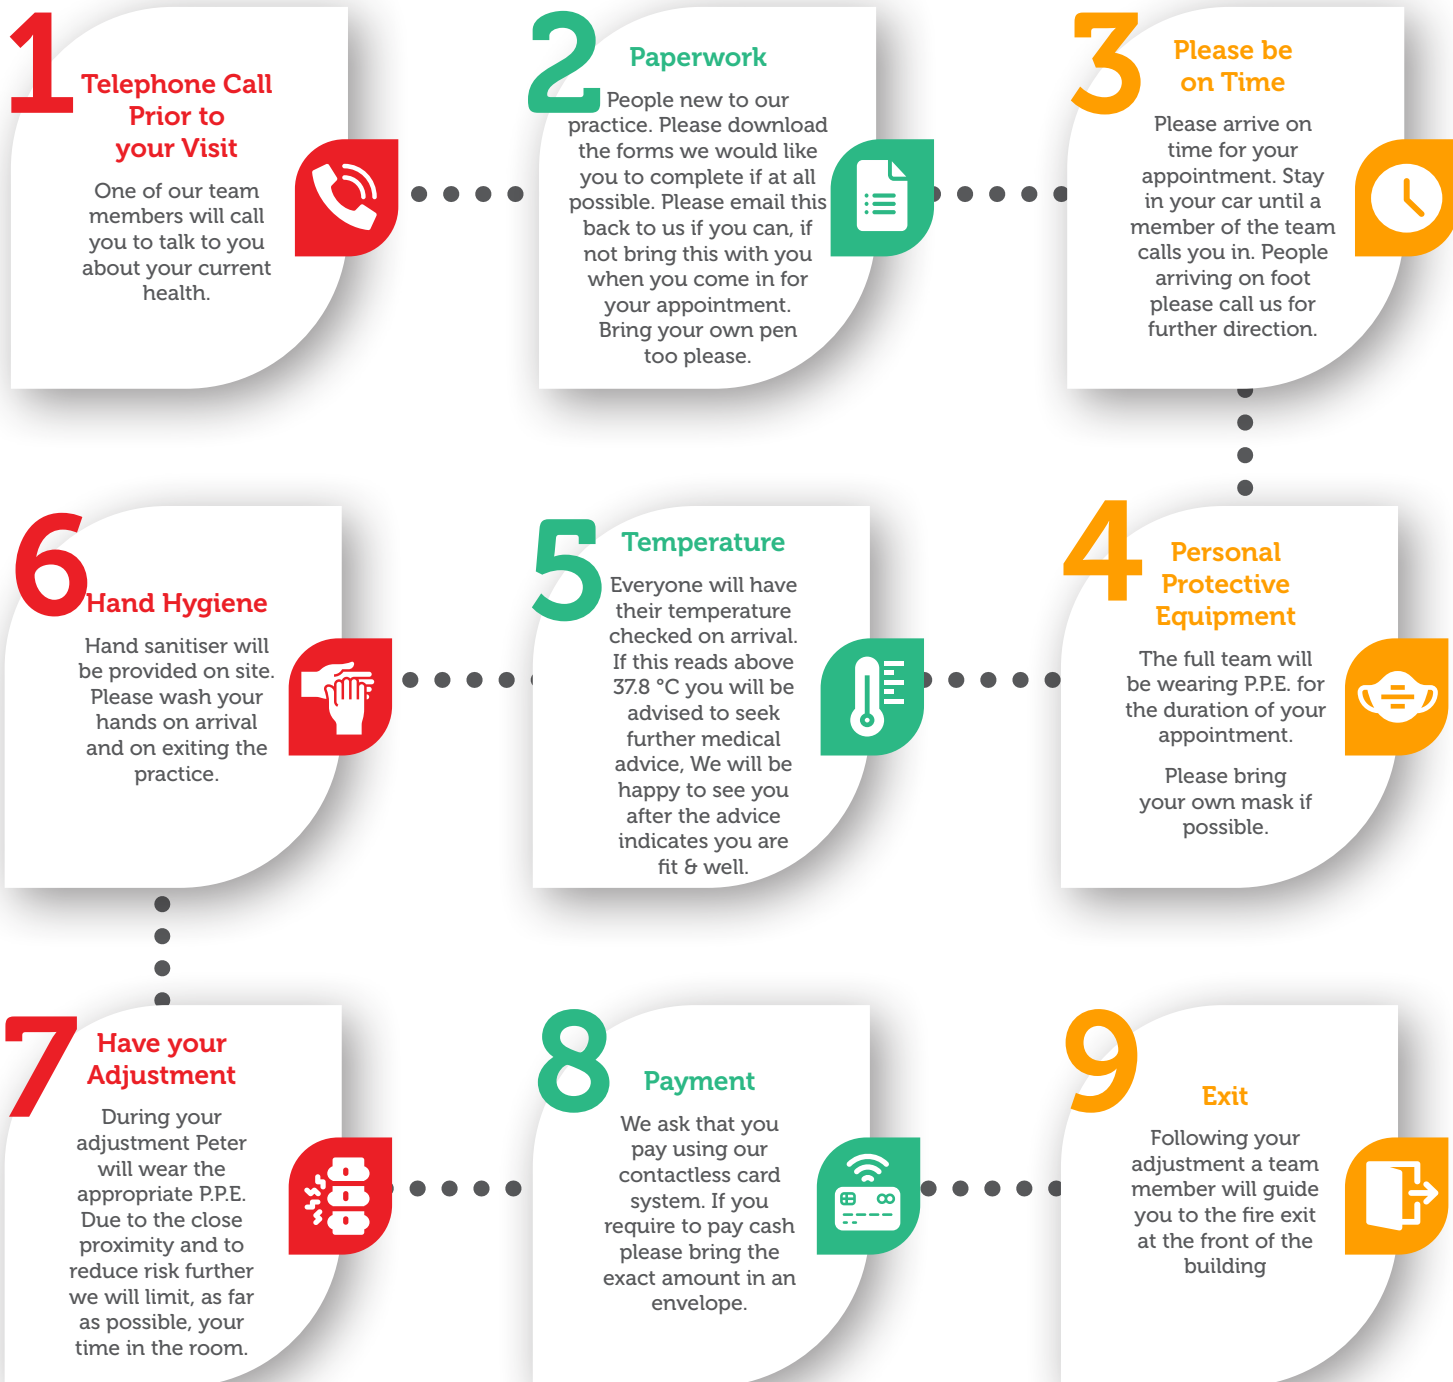 1
Telephone Call
Prior to
your Visit
One of our team
members will call
you to talk to you
about your current
health.
2
Paperwork
People new to our
practice. Please download
the forms we would like
you to complete if at all
possible. Please email this
back to us if you can, if
not bring this with you
when you come in for
your appointment.
Bring your own pen
too please.
3
Please be
on Time
Please arrive on
time for your
appointment. Stay
in your car until a
member of the team
calls you in. People
arriving on foot
please call us for
further direction.
4
Personal
Protective
Equipment
The full team will
be wearing P.P.E. for
the duration of your
appointment.
Please bring
your own mask if
possible.
5
Temperature
Everyone will have
their temperature
checked on arrival.
If this reads above
37.8 °C you will be
advised to seek
further medical
advice, We will be
happy to see you
after the advice
indicates you are
fit & well.
6
Hand Hygiene
Hand sanitiser will
be provided on site.
Please wash your
hands on arrival
and on exiting the
practice.
7
Have your
Adjustment
During your
adjustment Peter
will wear the
appropriate P.P.E.
Due to the close
proximity and to
reduce risk further
we will limit, as far
as possible, your
time in the room.
8
Payment
We ask that you
pay using our
contactless card
system. If you
require to pay cash
please bring the
exact amount in an
envelope.
9
Exit
Following your
adjustment a team
member will guide
you to the fire exit
at the front of the
building